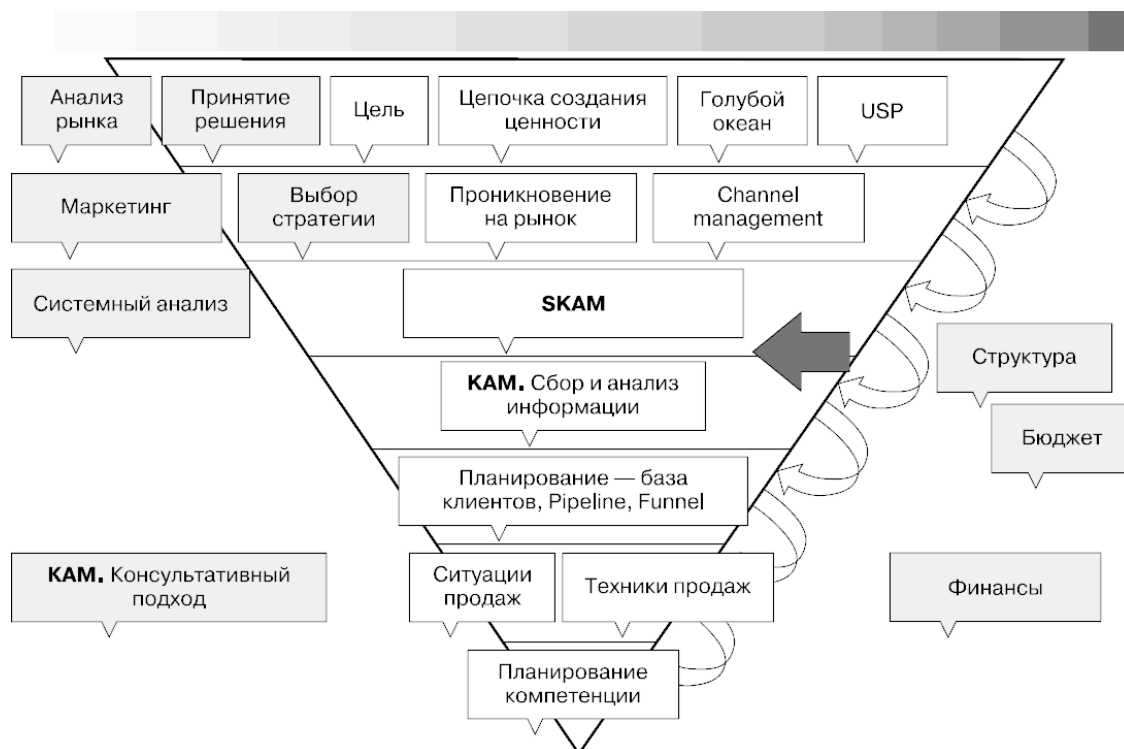 Анализ
рынка
Принятие
решения
Цель
Цепочка создания
ценности
Голубой
океан
USP
Маркетинг
Выбор
стратегии
Проникновение
на рынок
Channel
management
Системный анализ
SKAM
Структура
KAM. Сбор и анализ
информации
Бюджет
Планирование — база
клиентов, Pipeline, Funnel
KAM. Консультативный
подход
Ситуации
продаж
Техники продаж
Финансы
Планирование
компетенции